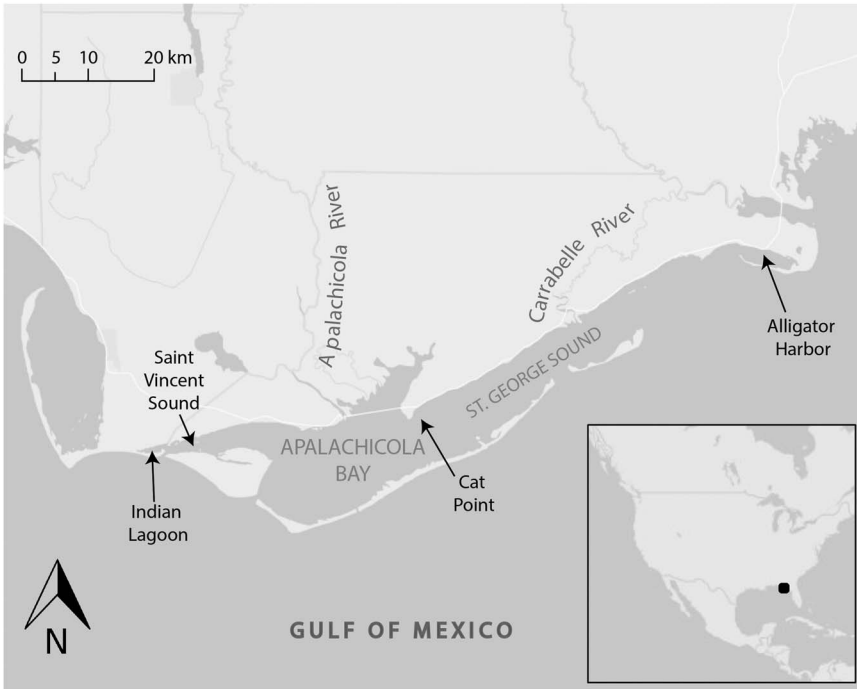 0 5 10 20 km
Apalachicola River
Carrabelle River
Alligator
Harbor
Saint
Vincent
Sound
ST. GEORGE SOUND
APALACHICOLA
BAY
Cat
Point
Indian
Lagoon
N
GULF OF MEXICO